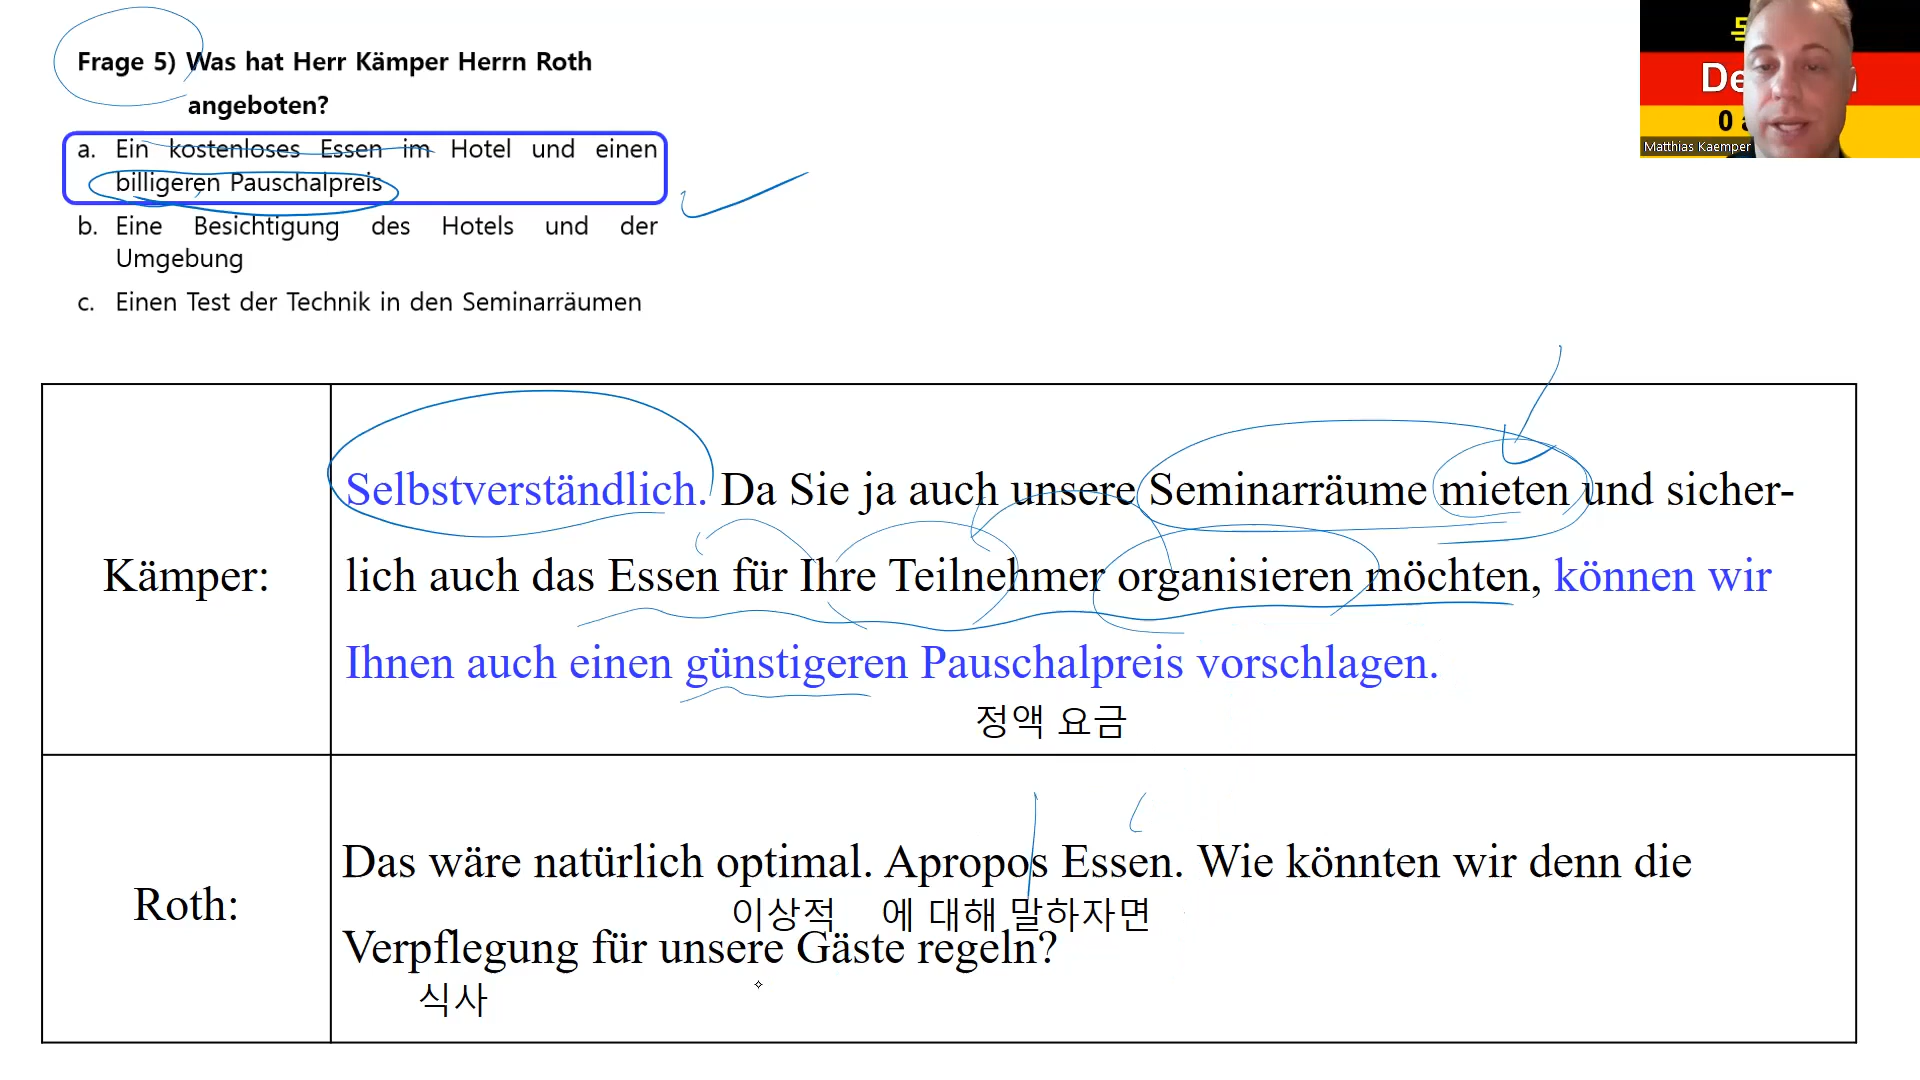 Frage 5) Was hat Herr Kämper Herrn Roth
angeboten?
a. Ein kostenloses Essen im Hotel und einen
billigeren Pauschalpreis
b. Eine Besichtigung des Hotels und der
Umgebung
c. Einen Test der Technik in den Seminarräumen
De
0
Matthias Kaemper
Kämper:
Selbstverständlich. Da Sie ja auch unsere Seminarräume mieten und sicher-
lich auch das Essen für Ihre Teilnehmer organisieren möchten, können wir
Ihnen auch einen günstigeren Pauschalpreis vorschlagen.
정액 요금
Roth:
Das wäre natürlich optimal. Apropos Essen. Wie könnten wir denn die
이상적 에 대해 말하자면
Verpflegung für unsere Gäste regeln?
식사